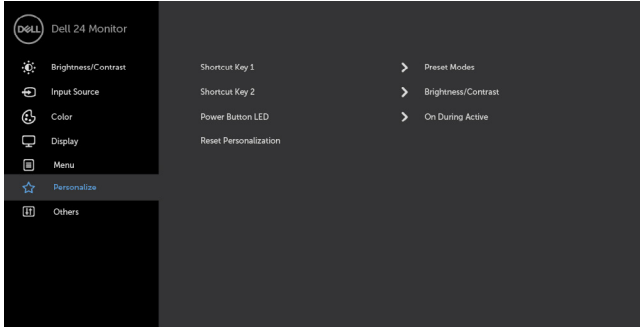 DELL Dell 24 Monitor
Brightness/Contrast Shortcut Key 1 Preset Modes
Input Source Shortcut Key 2 Brightness/Contrast
Color Power Button LED On During Active
Display Reset Personalization
Menu
Personalize
Others